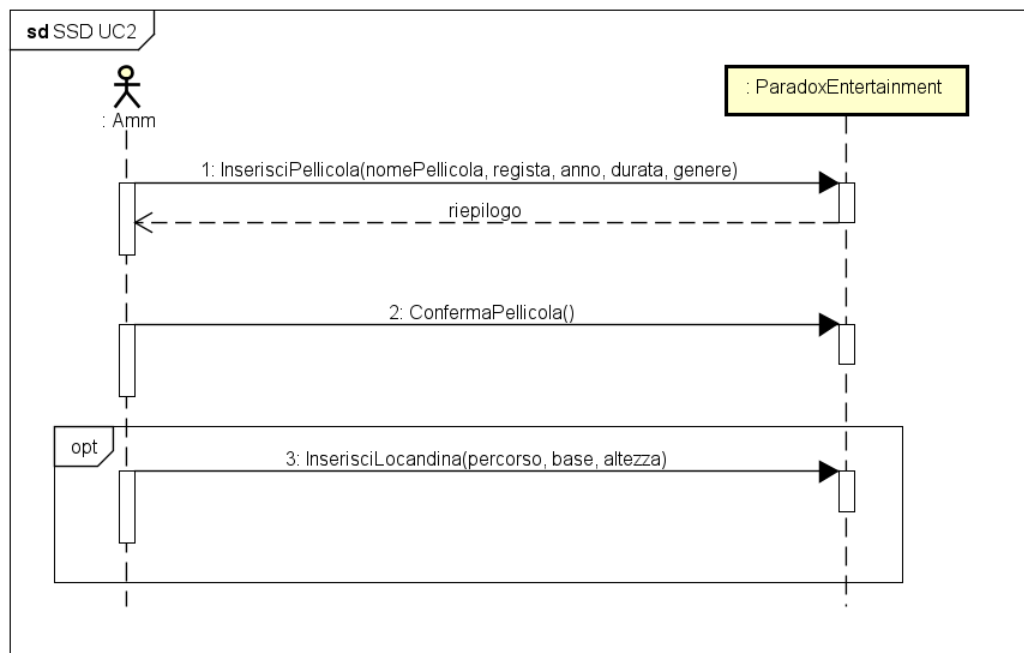 sd SSD UC2
: Amm
: ParadoxEntertainment
1: InserisciPellicola(nomePellicola, regista, anno, durata, genere)
riepilogo
2: ConfermaPellicola()
opt
3: InserisciLocandina(percorso, base, altezza)